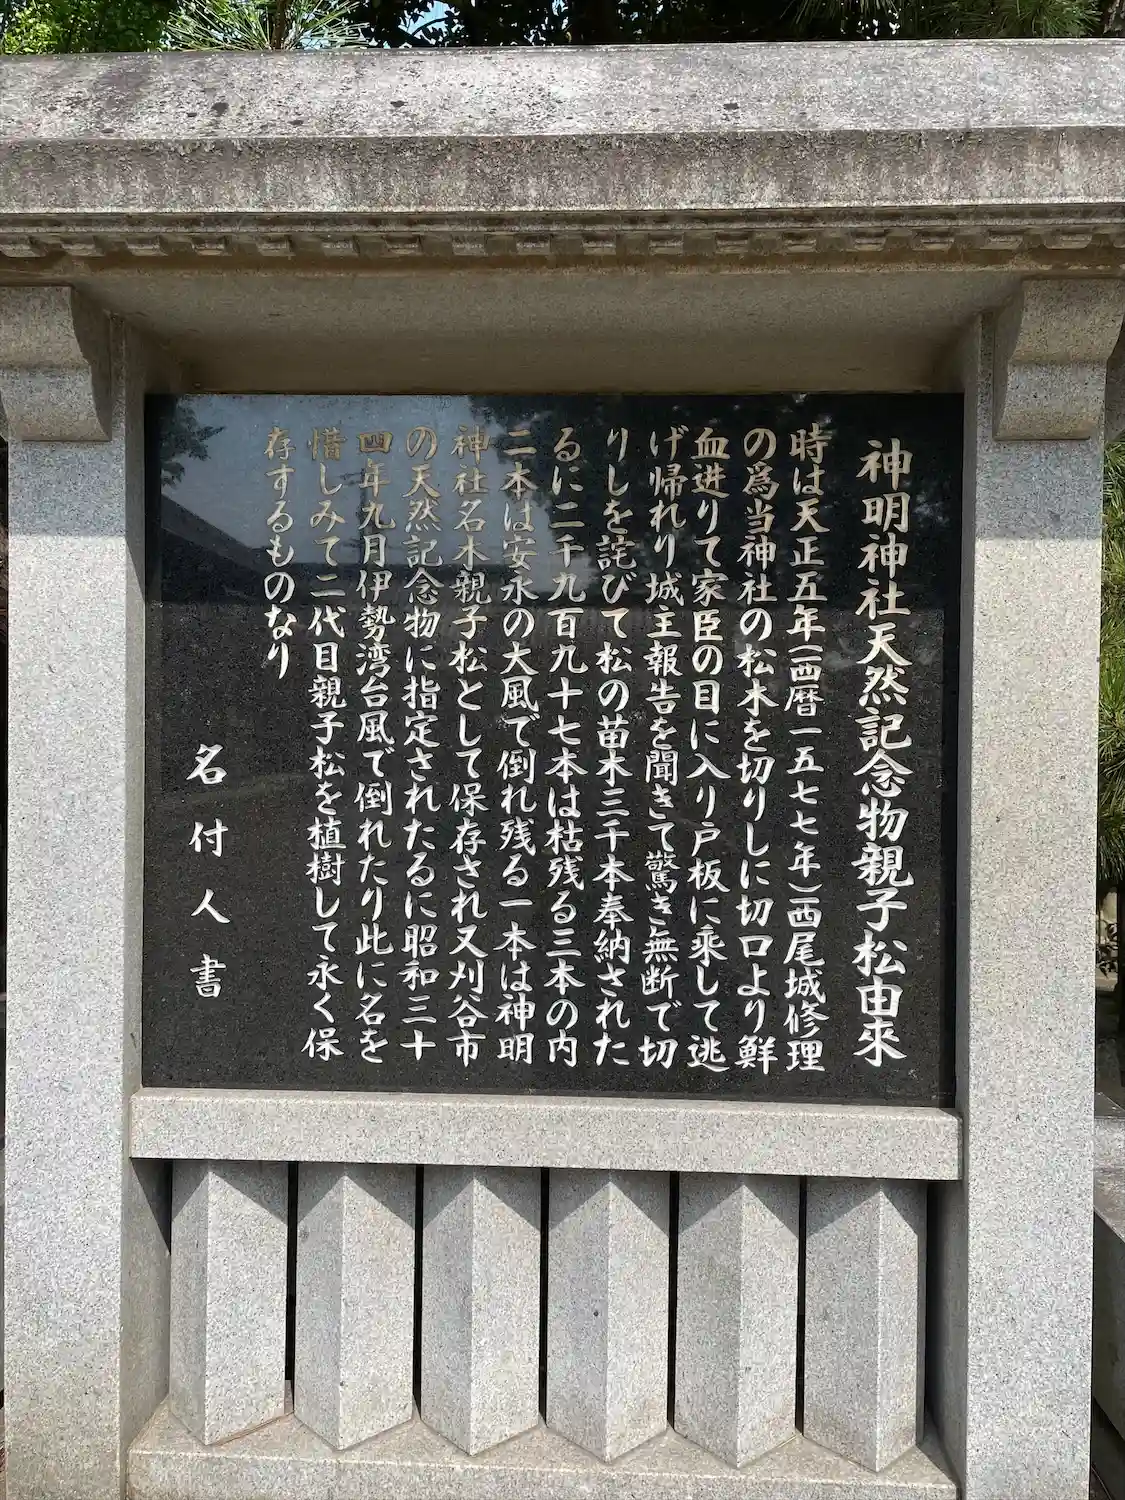 神明神社天然記念物親子松由来
時は天正五年(西暦一五七七年)西尾城修理
の爲当神社の松木を切りしに切口より鮮
血迸りて家臣の目に入り戸板に乗して逃
げ帰れり城主報告を聞きて驚き無断で切
りしを詫びて松の苗木三千本奉納された
るに二千九百九十七本は枯残る三本の内
二本は安永の大風で倒れ残る一本は神明
神社名木親子松として保存され又刈谷市
の天然記念物に指定されたるに昭和三十
四年九月伊勢湾台風で倒れたり此に名を
惜しみて二代目親子松を植樹して永く保
存するものなり
名付人書